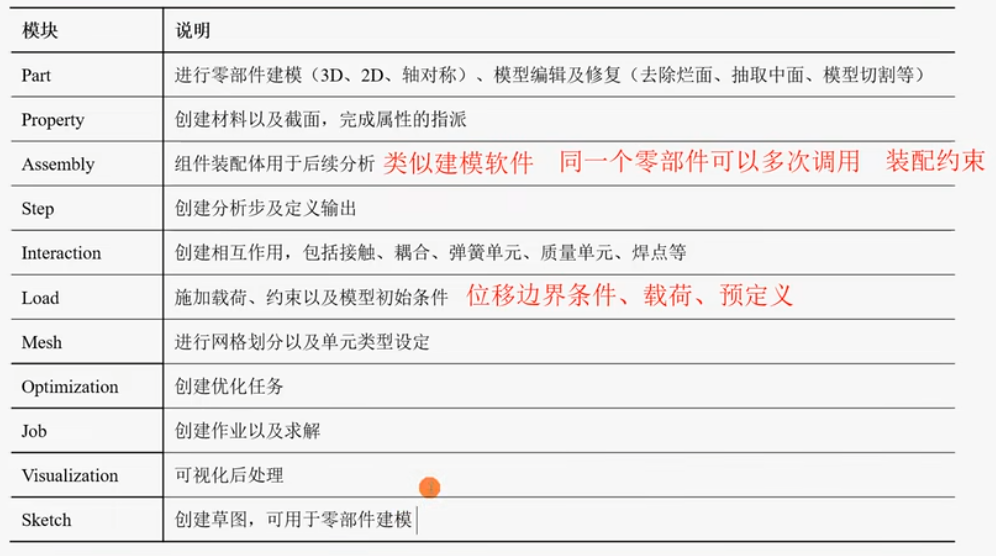 模块 说明
Part 进行零部件建模（3D、2D、轴对称）、模型编辑及修复（去除烂面、抽取中面、模型切割等）
Property 创建材料以及截面，完成属性的指派
Assembly 组件装配体用于后续分析 类似建模软件 同一个零部件可以多次调用 装配约束
Step 创建分析步及定义输出
Interaction 创建相互作用，包括接触、耦合、弹簧单元、质量单元、焊点等
Load 施加载荷、约束以及模型初始条件 位移边界条件、载荷、预定义
Mesh 进行网格划分以及单元类型设定
Optimization 创建优化任务
Job 创建作业以及求解
Visualization 可视化后处理
Sketch 创建草图，可用于零部件建模